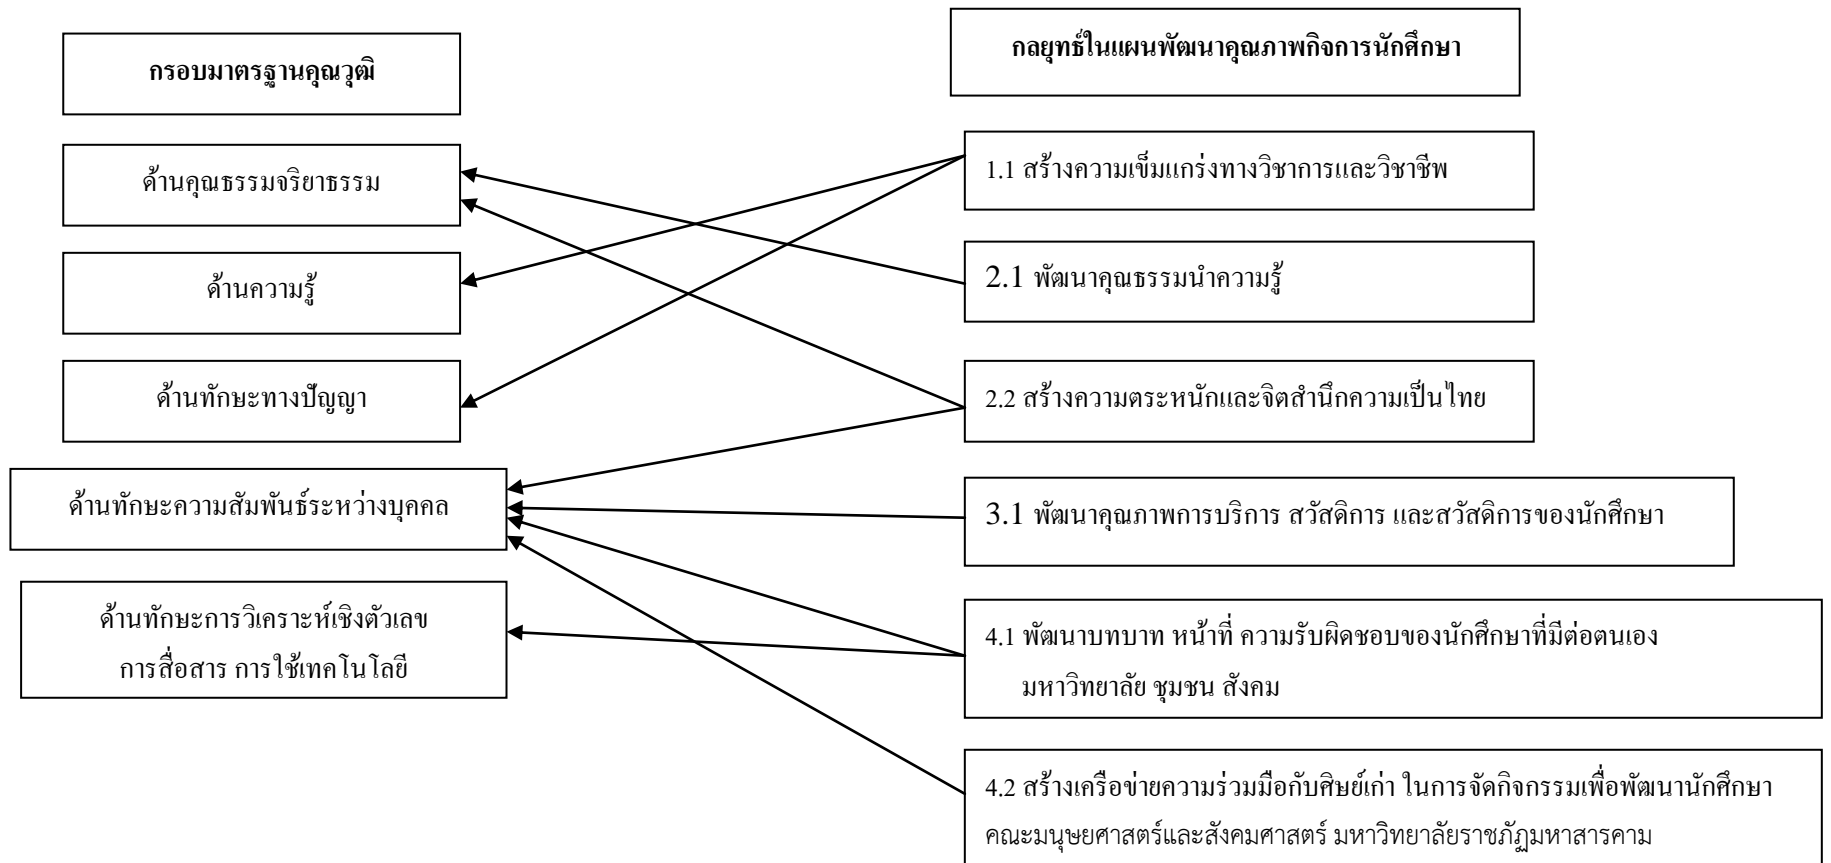 กรอบมาตรฐานคุณวุฒิ
ด้านคุณธรรมจริยาธรรม
ด้านความรู้
ด้านทักษะทางปัญญา
ด้านทักษะความสัมพันธ์ระหว่างบุคคล
ด้านทักษะการวิเคราะห์เชิงตัวเลข
การสื่อสาร การใช้เทคโนโลยี
กลยุทธ์ในแผนพัฒนาคุณภาพกิจการนักศึกษา
1.1 สร้างความเข็มแกร่งทางวิชาการและวิชาชีพ
2.1 พัฒนาคุณธรรมนำความรู้
2.2 สร้างความตระหนักและจิตสำนึกความเป็นไทย
3.1 พัฒนาคุณภาพการบริการ สวัสดิการ และสวัสดิการของนักศึกษา
4.1 พัฒนาบทบาท หน้าที่ ความรับผิดชอบของนักศึกษาที่มีต่อตนเอง
มหาวิทยาลัย ชุมชน สังคม
4.2 สร้างเครือข่ายความร่วมมือกับศิษย์เก่า ในการจัดกิจกรรมเพื่อพัฒนานักศึกษา
คณะมนุษยศาสตร์และสังคมศาสตร์ มหาวิทยาลัยราชภัฏมหาสารคาม